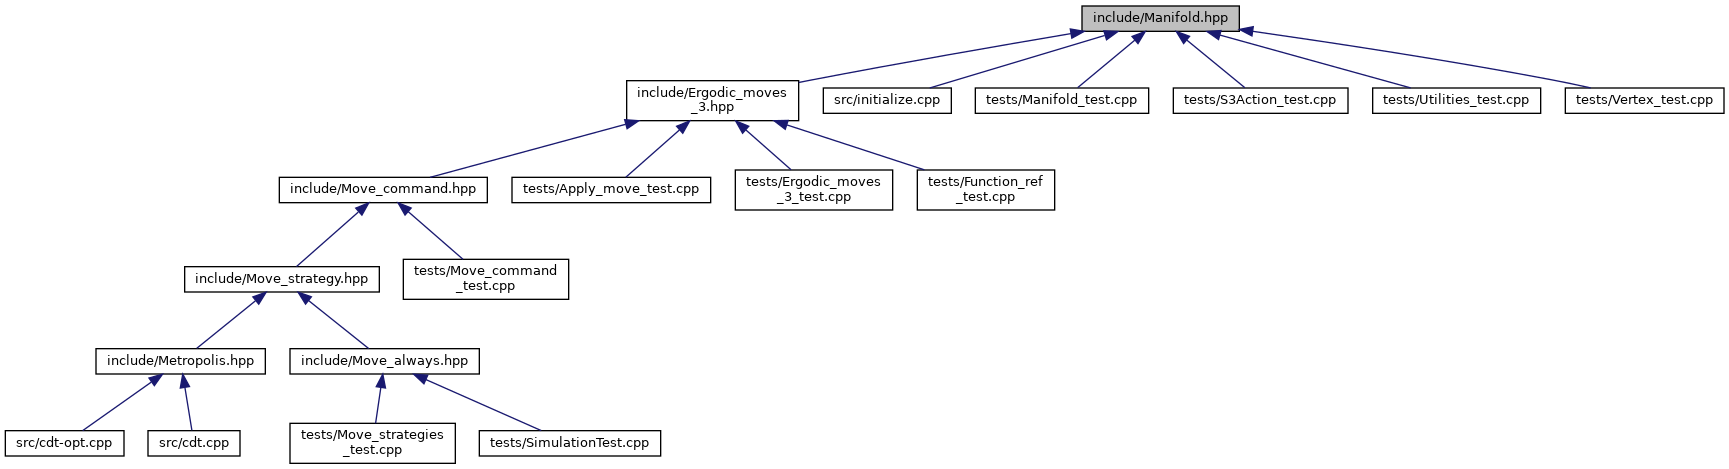 include/Manifold.hpp
include/Ergodic_moves
_3.hpp
src/initialize.cpp
tests/Manifold_test.cpp
tests/S3Action_test.cpp
tests/Utilities_test.cpp
tests/Vertex_test.cpp
include/Move_command.hpp
tests/Apply_move_test.cpp
tests/Ergodic_moves
_3_test.cpp
tests/Function_ref
_test.cpp
include/Move_strategy.hpp
tests/Move_command
_test.cpp
include/Metropolis.hpp
include/Move_always.hpp
src/cdt-opt.cpp
src/cdt.cpp
tests/Move_strategies
_test.cpp
tests/SimulationTest.cpp